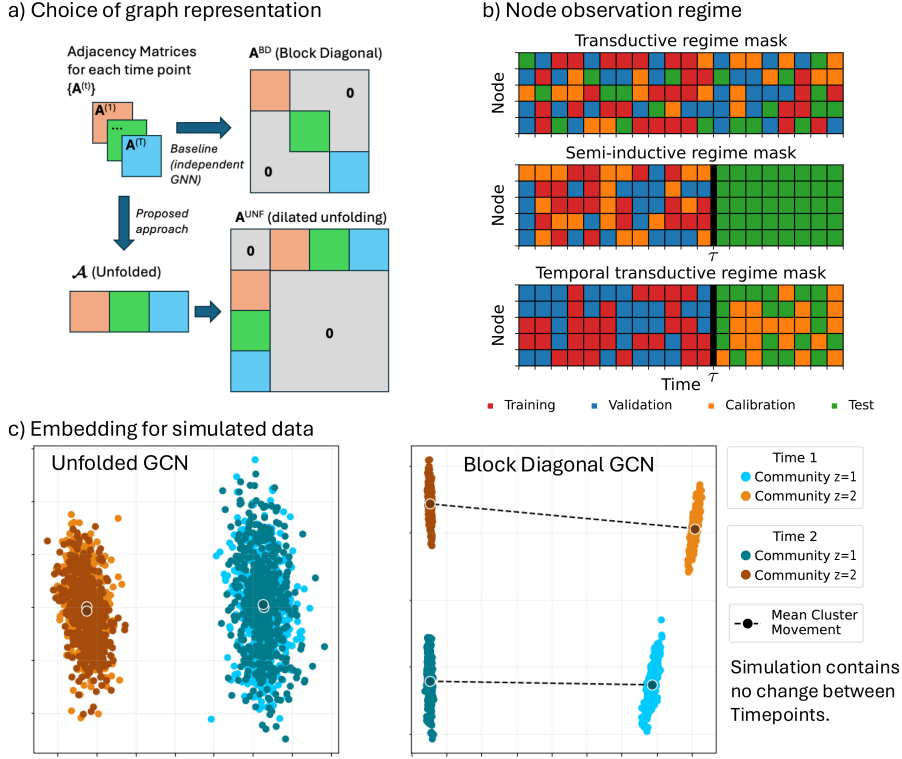 a) Choice of graph representation
Adjacency Matrices
for each time point
{A(t)}
A(1)
...
A(T)
Baseline
(independent
GNN)
ABD (Block Diagonal)
0
0
Proposed
approach
𝓐 (Unfolded)
AUNF (dilated unfolding)
0
0
b) Node observation regime
Transductive regime mask
Node
Semi-inductive regime mask
Node
τ
Temporal transductive regime mask
Node
Time
τ
Training
Validation
Calibration
Test
c) Embedding for simulated data
Unfolded GCN
Block Diagonal GCN
Time 1
Community z=1
Community z=2
Time 2
Community z=1
Community z=2
Mean Cluster
Movement
Simulation contains
no change between
Timepoints.